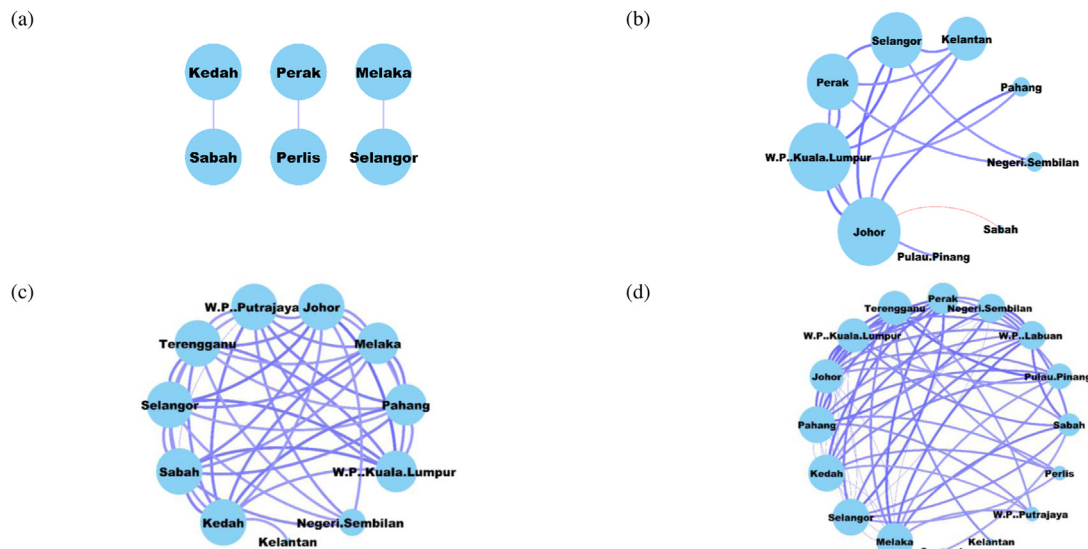 (a)
Kedah
Perak
Melaka
Sabah
Perlis
Selangor
(b)
Selangor
Kelantan
Perak
Pahang
W.P..Kuala.Lumpur
Negeri.Sembilan
Johor
Sabah
Pulau.Pinang
(c)
W.P..Putrajaya
Johor
Terengganu
Melaka
Selangor
Pahang
Sabah
W.P..Kuala.Lumpur
Kedah
Negeri.Sembilan
Kelantan
(d)
Perak
Terengganu
Negeri.Sembilan
W.P..Kuala.Lumpur
W.P..Labuan
Johor
Pulau.Pinang
Pahang
Sabah
Kedah
Perlis
Selangor
W.P..Putrajaya
Melaka
Kelantan